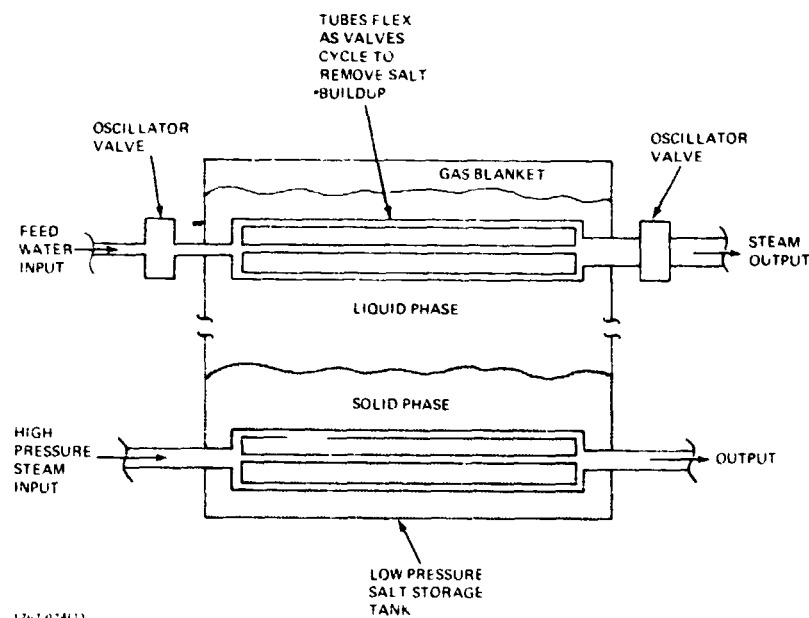 TUBES FLEX
AS VALVES
CYCLE TO
REMOVE SALT
BUILDUP
OSCILLATOR
VALVE
OSCILLATOR
VALVE
GAS BLANKET
FEED
WATER
INPUT
STEAM
OUTPUT
LIQUID PHASE
SOLID PHASE
HIGH
PRESSURE
STEAM
INPUT
OUTPUT
LOW PRESSURE
SALT STORAGE
TANK